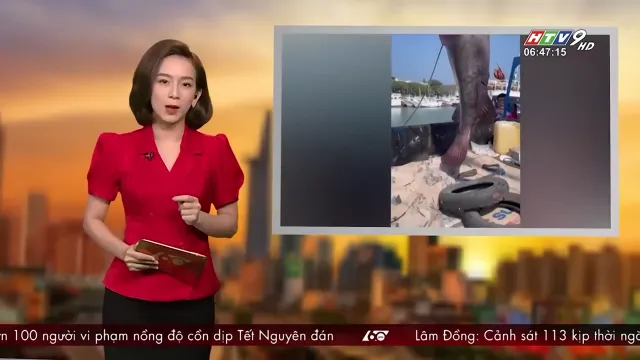 HTV9 HD
06:47:15
100 người vi phạm nồng độ cồn dịp Tết Nguyên đán
Lâm Đồng: Cảnh sát 113 kịp thời